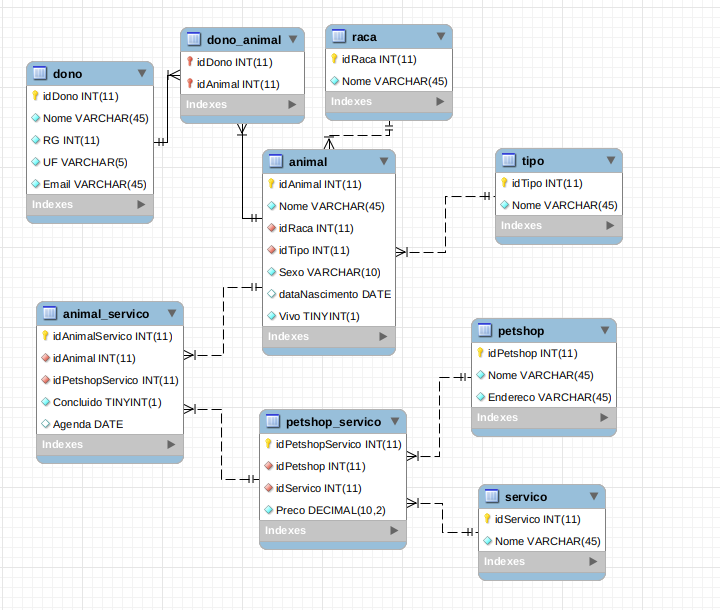 dono
idDono INT(11)
Nome VARCHAR(45)
RG INT(11)
UF VARCHAR(5)
Email VARCHAR(45)
Indexes
dono_animal
idDono INT(11)
idAnimal INT(11)
Indexes
raca
idRaca INT(11)
Nome VARCHAR(45)
Indexes
animal
idAnimal INT(11)
Nome VARCHAR(45)
idRaca INT(11)
idTipo INT(11)
Sexo VARCHAR(10)
dataNascimento DATE
Vivo TINYINT(1)
Indexes
tipo
idTipo INT(11)
Nome VARCHAR(45)
Indexes
animal_servico
idAnimalServico INT(11)
idAnimal INT(11)
idPetshopServico INT(11)
Concluido TINYINT(1)
Agenda DATE
Indexes
petshop_servico
idPetshopServico INT(11)
idPetshop INT(11)
idServico INT(11)
Preco DECIMAL(10,2)
Indexes
petshop
idPetshop INT(11)
Nome VARCHAR(45)
Endereco VARCHAR(45)
Indexes
servico
idServico INT(11)
Nome VARCHAR(45)
Indexes